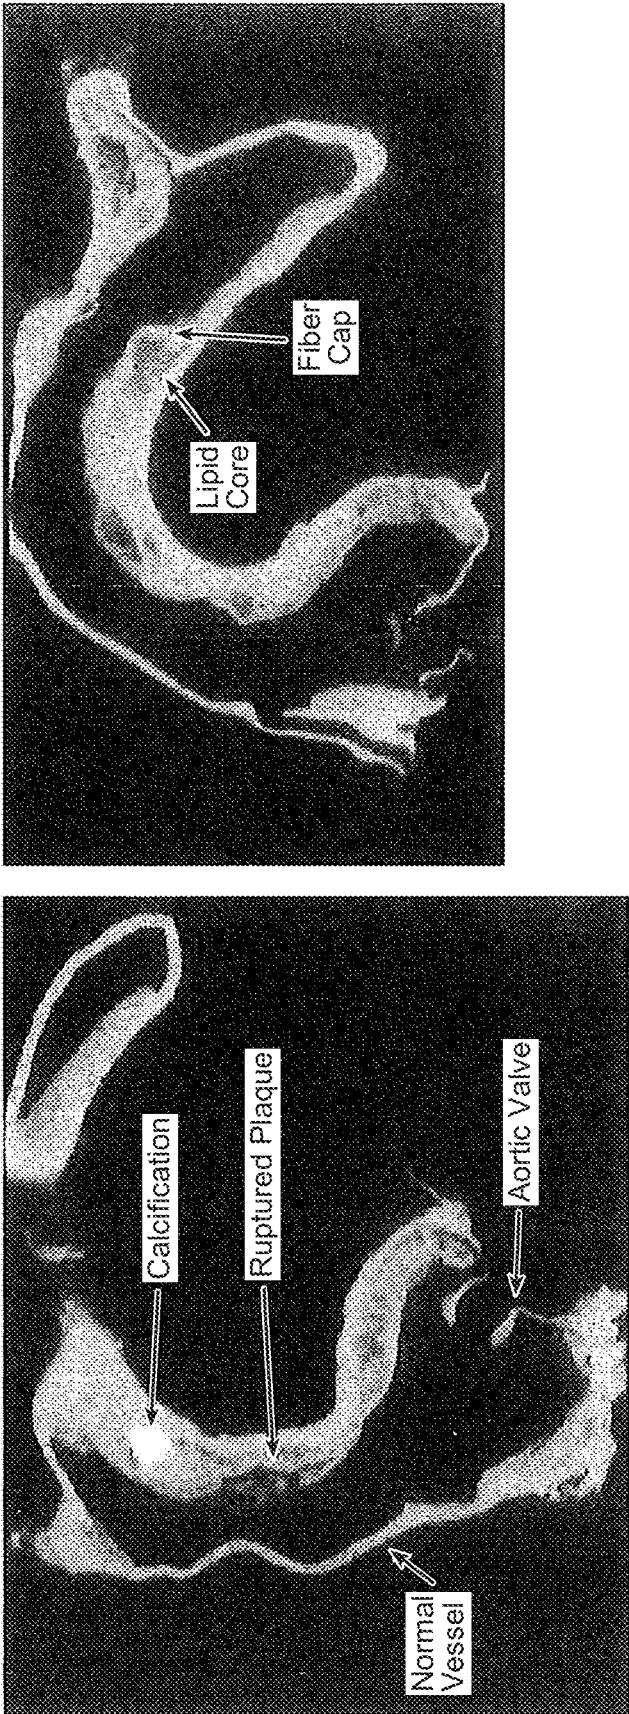 Lipid
Core
Fiber
Cap
Calcification
Ruptured Plaque
Aortic Valve
Normal
Vessel